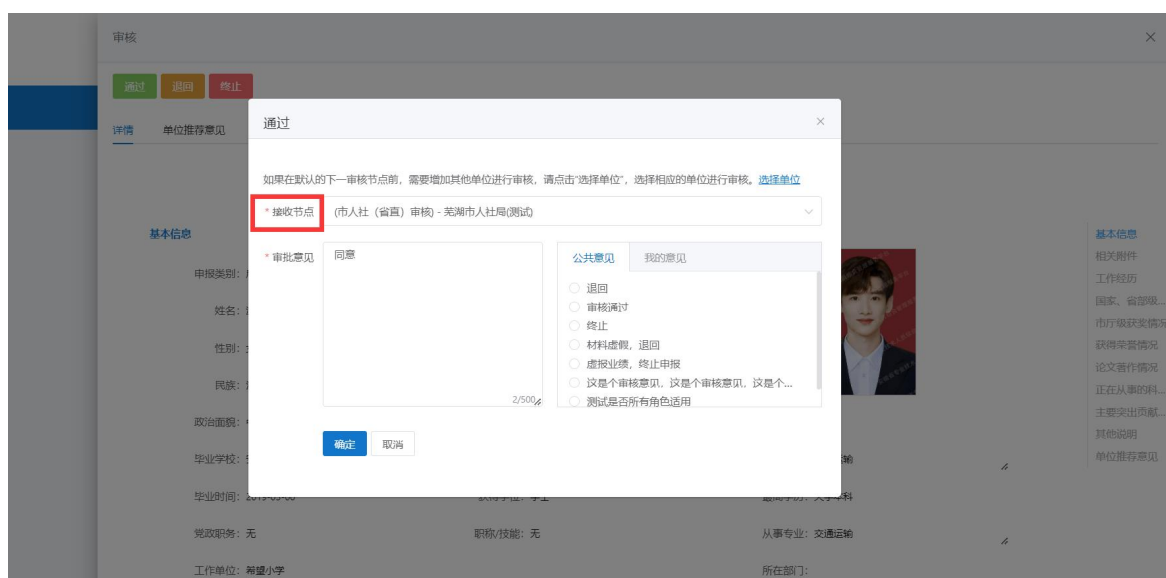 审核
通过 退回 终止
详情 单位推荐意见
通过
如果在默认的下一审核节点前，需要增加其他单位进行审核，请点击“选择单位”，选择相应的单位进行审核。选择单位
* 接收节点 (市人社（省直）审核) - 芜湖市人社局(测试)
* 审批意见 同意
2/500
公共意见 我的意见
退回
审核通过
终止
材料虚假，退回
虚报业绩，终止申报
这是个审核意见，这是个审核意见，这是个...
测试是否所有角色适用
确定 取消
基本信息
申报类别：
姓名：
性别：
民族：
政治面貌：
毕业学校：
毕业时间：
党政职务：无 职称/技能：无 从事专业：交通运输
工作单位：希望小学 所在部门：
基本信息
相关附件
工作经历
国家、省部级...
市厅级获奖情况
获得荣誉情况
论文著作情况
正在从事的科...
主要突出贡献...
其他说明
单位推荐意见